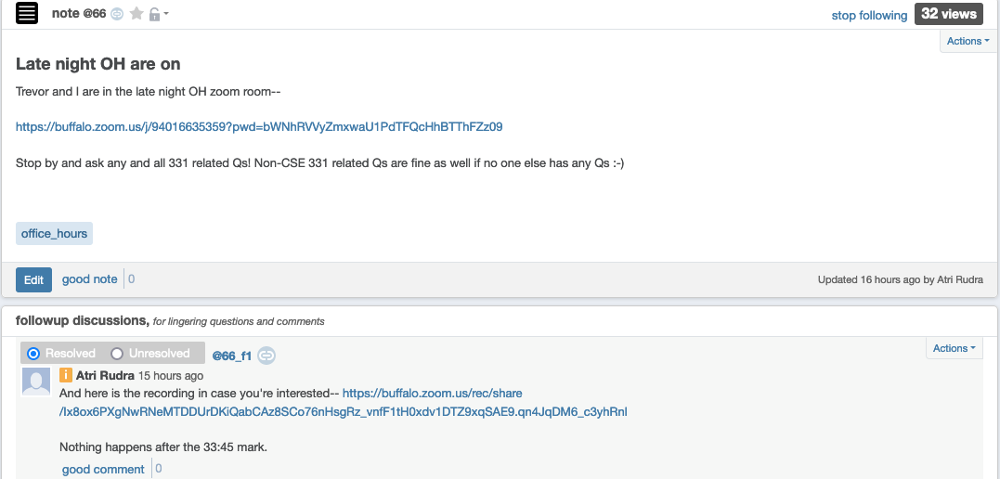 note @66
stop following
32 views
Actions
Late night OH are on
Trevor and I are in the late night OH zoom room--
https://buffalo.zoom.us/j/94016635359?pwd=bWNhRVVyZmxwaU1PdTFQcHhBTThFZz09
Stop by and ask any and all 331 related Qs! Non-CSE 331 related Qs are fine as well if no one else has any Qs :-)
office_hours
Edit good note 0
Updated 16 hours ago by Atri Rudra
followup discussions, for lingering questions and comments
Resolved Unresolved @66_f1
Actions
i Atri Rudra 15 hours ago
And here is the recording in case you're interested-- https://buffalo.zoom.us/rec/share
/Ix8ox6PXgNwRNeMTDDUrDKiQabCAz8SCo76nHsgRz_vnfF1tH0xdv1DTZ9xqSAE9.qn4JqDM6_c3yhRnI
Nothing happens after the 33:45 mark.
good comment 0